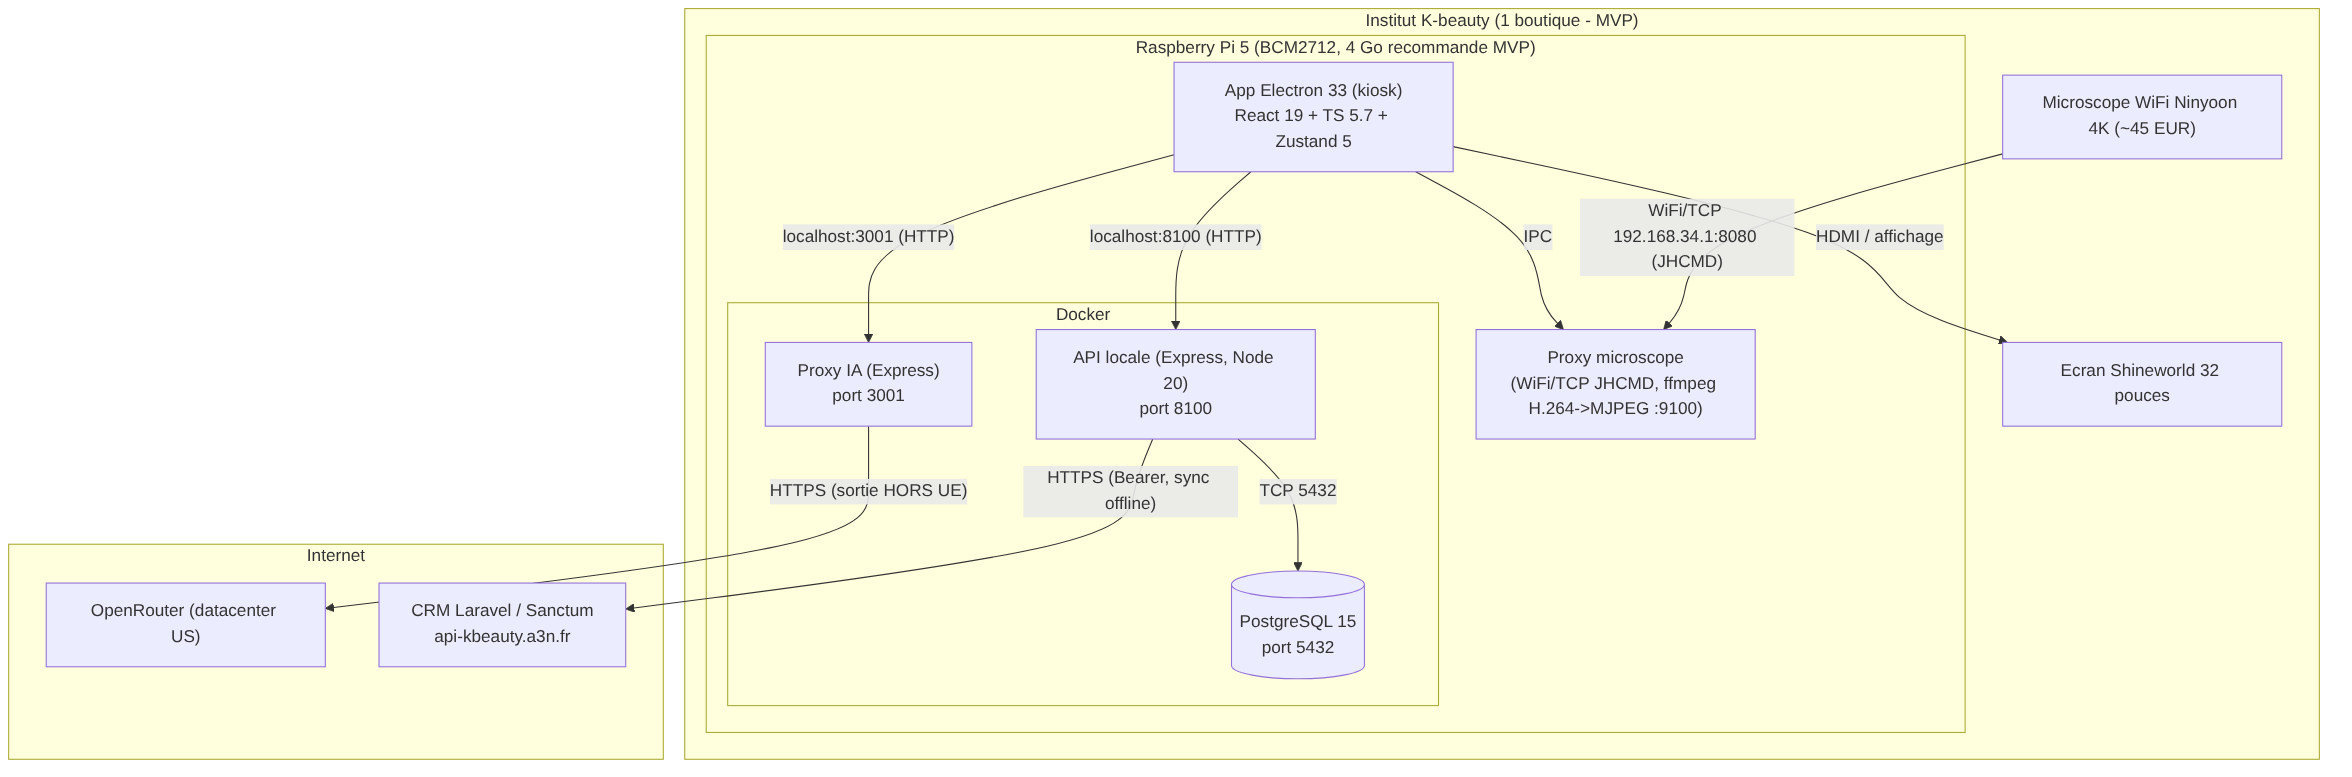 Institut K-beauty (1 boutique - MVP)
Raspberry Pi 5 (BCM2712, 4 Go recommande MVP)
App Electron 33 (kiosk)
React 19 + TS 5.7 +
Zustand 5
Microscope WiFi Ninyoon
4K (~45 EUR)
localhost:3001 (HTTP)
localhost:8100 (HTTP)
IPC
WiFi/TCP
192.168.34.1:8080
(JHCMD)
HDMI / affichage
Docker
Proxy IA (Express)
port 3001
API locale (Express, Node
20)
port 8100
Proxy microscope
(WiFi/TCP JHCMD, ffmpeg
H.264->MJPEG :9100)
Ecran Shineworld 32
pouces
HTTPS (sortie HORS UE)
HTTPS (Bearer, sync
offline)
TCP 5432
Internet
OpenRouter (datacenter
US)
CRM Laravel / Sanctum
api-kbeauty.a3n.fr
PostgreSQL 15
port 5432